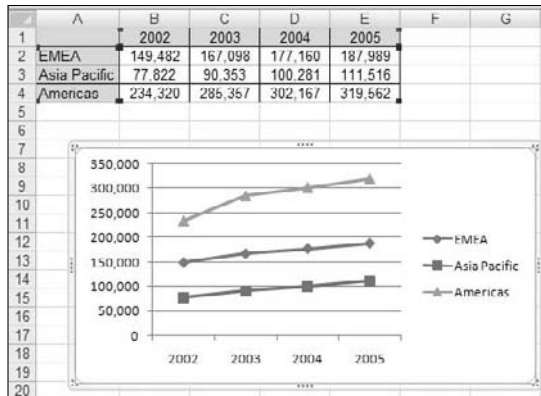 A B C D E F G
1 2002 2003 2004 2005
2 EMEA 149,482 167,098 177,160 187,989
3 Asia Pacific 77,822 90,353 100,281 111,516
4 Americas 234,320 285,357 302,167 319,562
5
6
7
8
9
10
11
12
13
14
15
16
17
18
19
20
350,000
300,000
250,000
200,000
150,000
100,000
50,000
0
2002 2003 2004 2005
EMEA
Asia Pacific
Americas